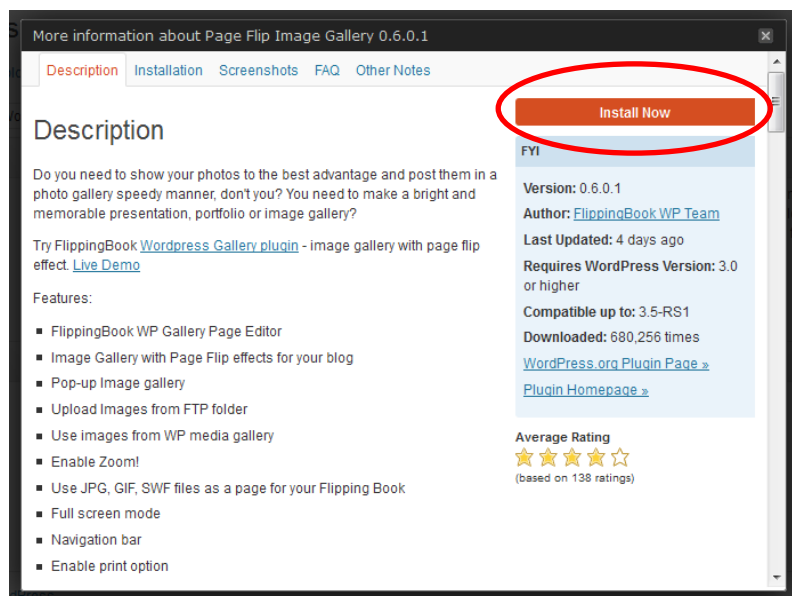 More information about Page Flip Image Gallery 0.6.0.1
Description Installation Screenshots FAQ Other Notes
Install Now
Description
Do you need to show your photos to the best advantage and post them in a
photo gallery speedy manner, don't you? You need to make a bright and
memorable presentation, portfolio or image gallery?
Try FlippingBook Wordpress Gallery plugin - image gallery with page flip
effect. Live Demo
Features:
FlippingBook WP Gallery Page Editor
Image Gallery with Page Flip effects for your blog
Pop-up Image gallery
Upload Images from FTP folder
Use images from WP media gallery
Enable Zoom!
Use JPG, GIF, SWF files as a page for your Flipping Book
Full screen mode
Navigation bar
Enable print option
FYI
Version: 0.6.0.1
Author: FlippingBook WP Team
Last Updated: 4 days ago
Requires WordPress Version: 3.0
or higher
Compatible up to: 3.5-RS1
Downloaded: 680,256 times
WordPress.org Plugin Page »
Plugin Homepage »
Average Rating
(based on 138 ratings)